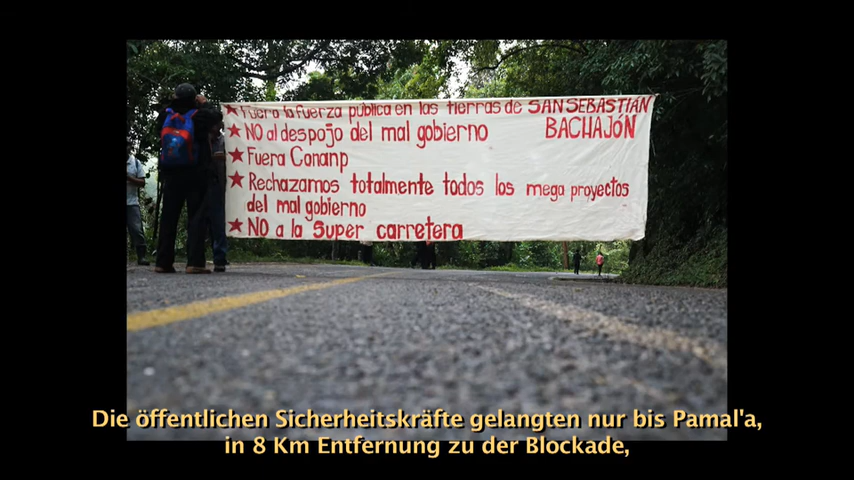 ★ Fuera la fuerza pública en las tierras de SAN SEBASTIÁN
★ NO al despojo del mal gobierno BACHAJÓN
★ Fuera Conanp
★ Rechazamos totalmente todos los mega proyectos
del mal gobierno
★ NO a la Super carretera
Die öffentlichen Sicherheitskräfte gelangten nur bis Pamal'a,
in 8 Km Entfernung zu der Blockade,